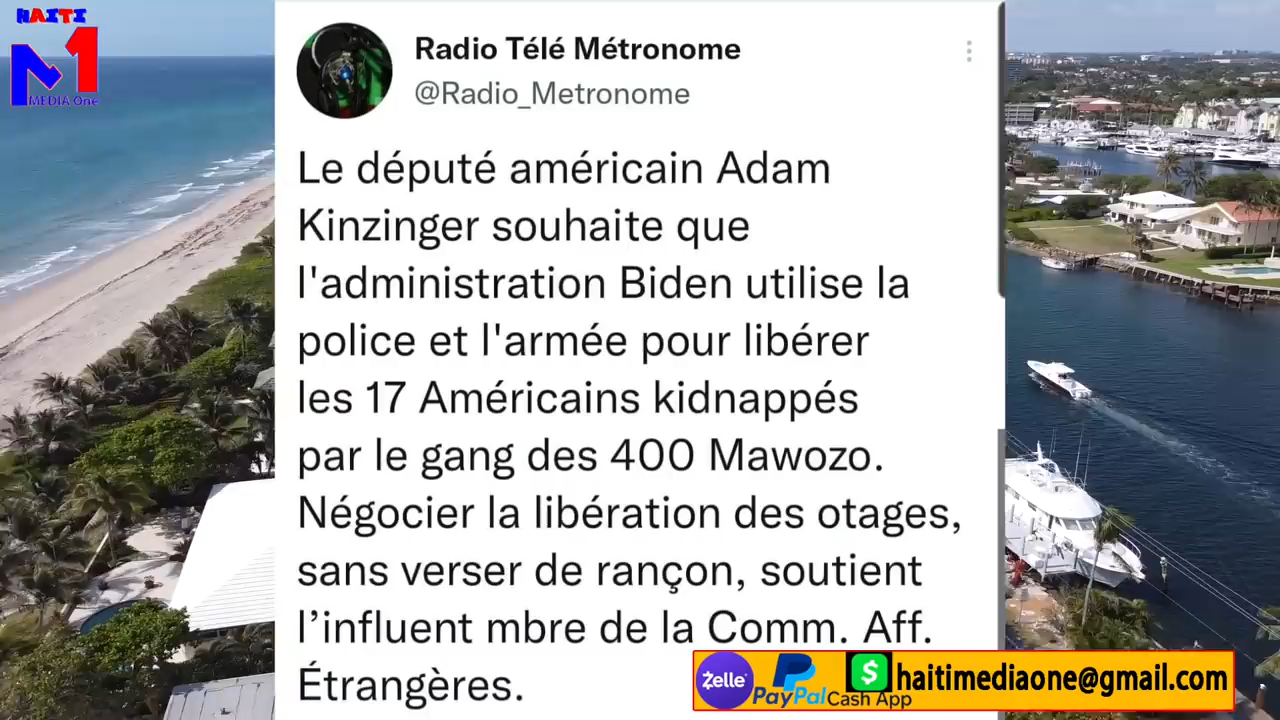 HAITI
M1
MEDIA One
Radio Télé Métronome
@Radio_Metronome
Le député américain Adam
Kinzinger souhaite que
l'administration Biden utilise la
police et l'armée pour libérer
les 17 Américains kidnappés
par le gang des 400 Mawozo.
Négocier la libération des otages,
sans verser de rançon, soutient
l’influent mbre de la Comm. Aff.
Étrangères.
Zelle
PayPal
$
Cash App
haitimediaone@gmail.com